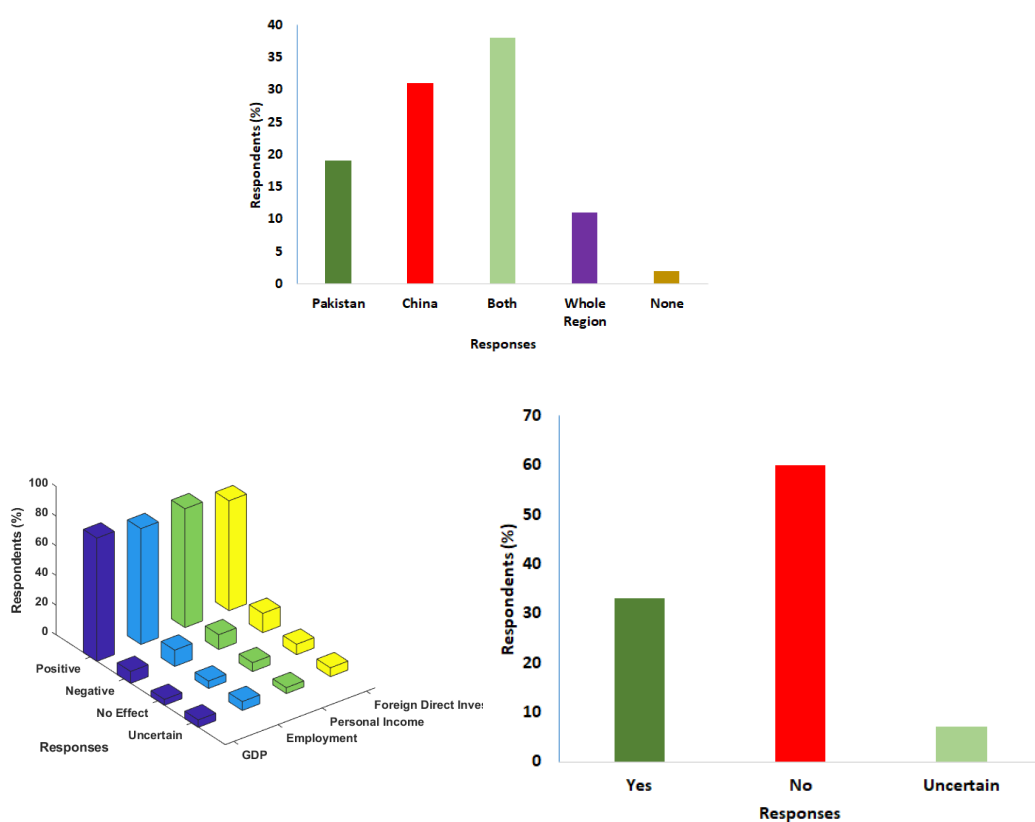 40
35
30
25
20
15
10
5
0
Respondents (%)
Pakistan China Both Whole Region None
Responses
100
80
60
40
20
0
Respondents (%)
Positive
Negative
No Effect
Uncertain
Responses
GDP
Employment
Personal Income
Foreign Direct Inve
70
60
50
40
30
20
10
0
Respondents (%)
Yes No Uncertain
Responses